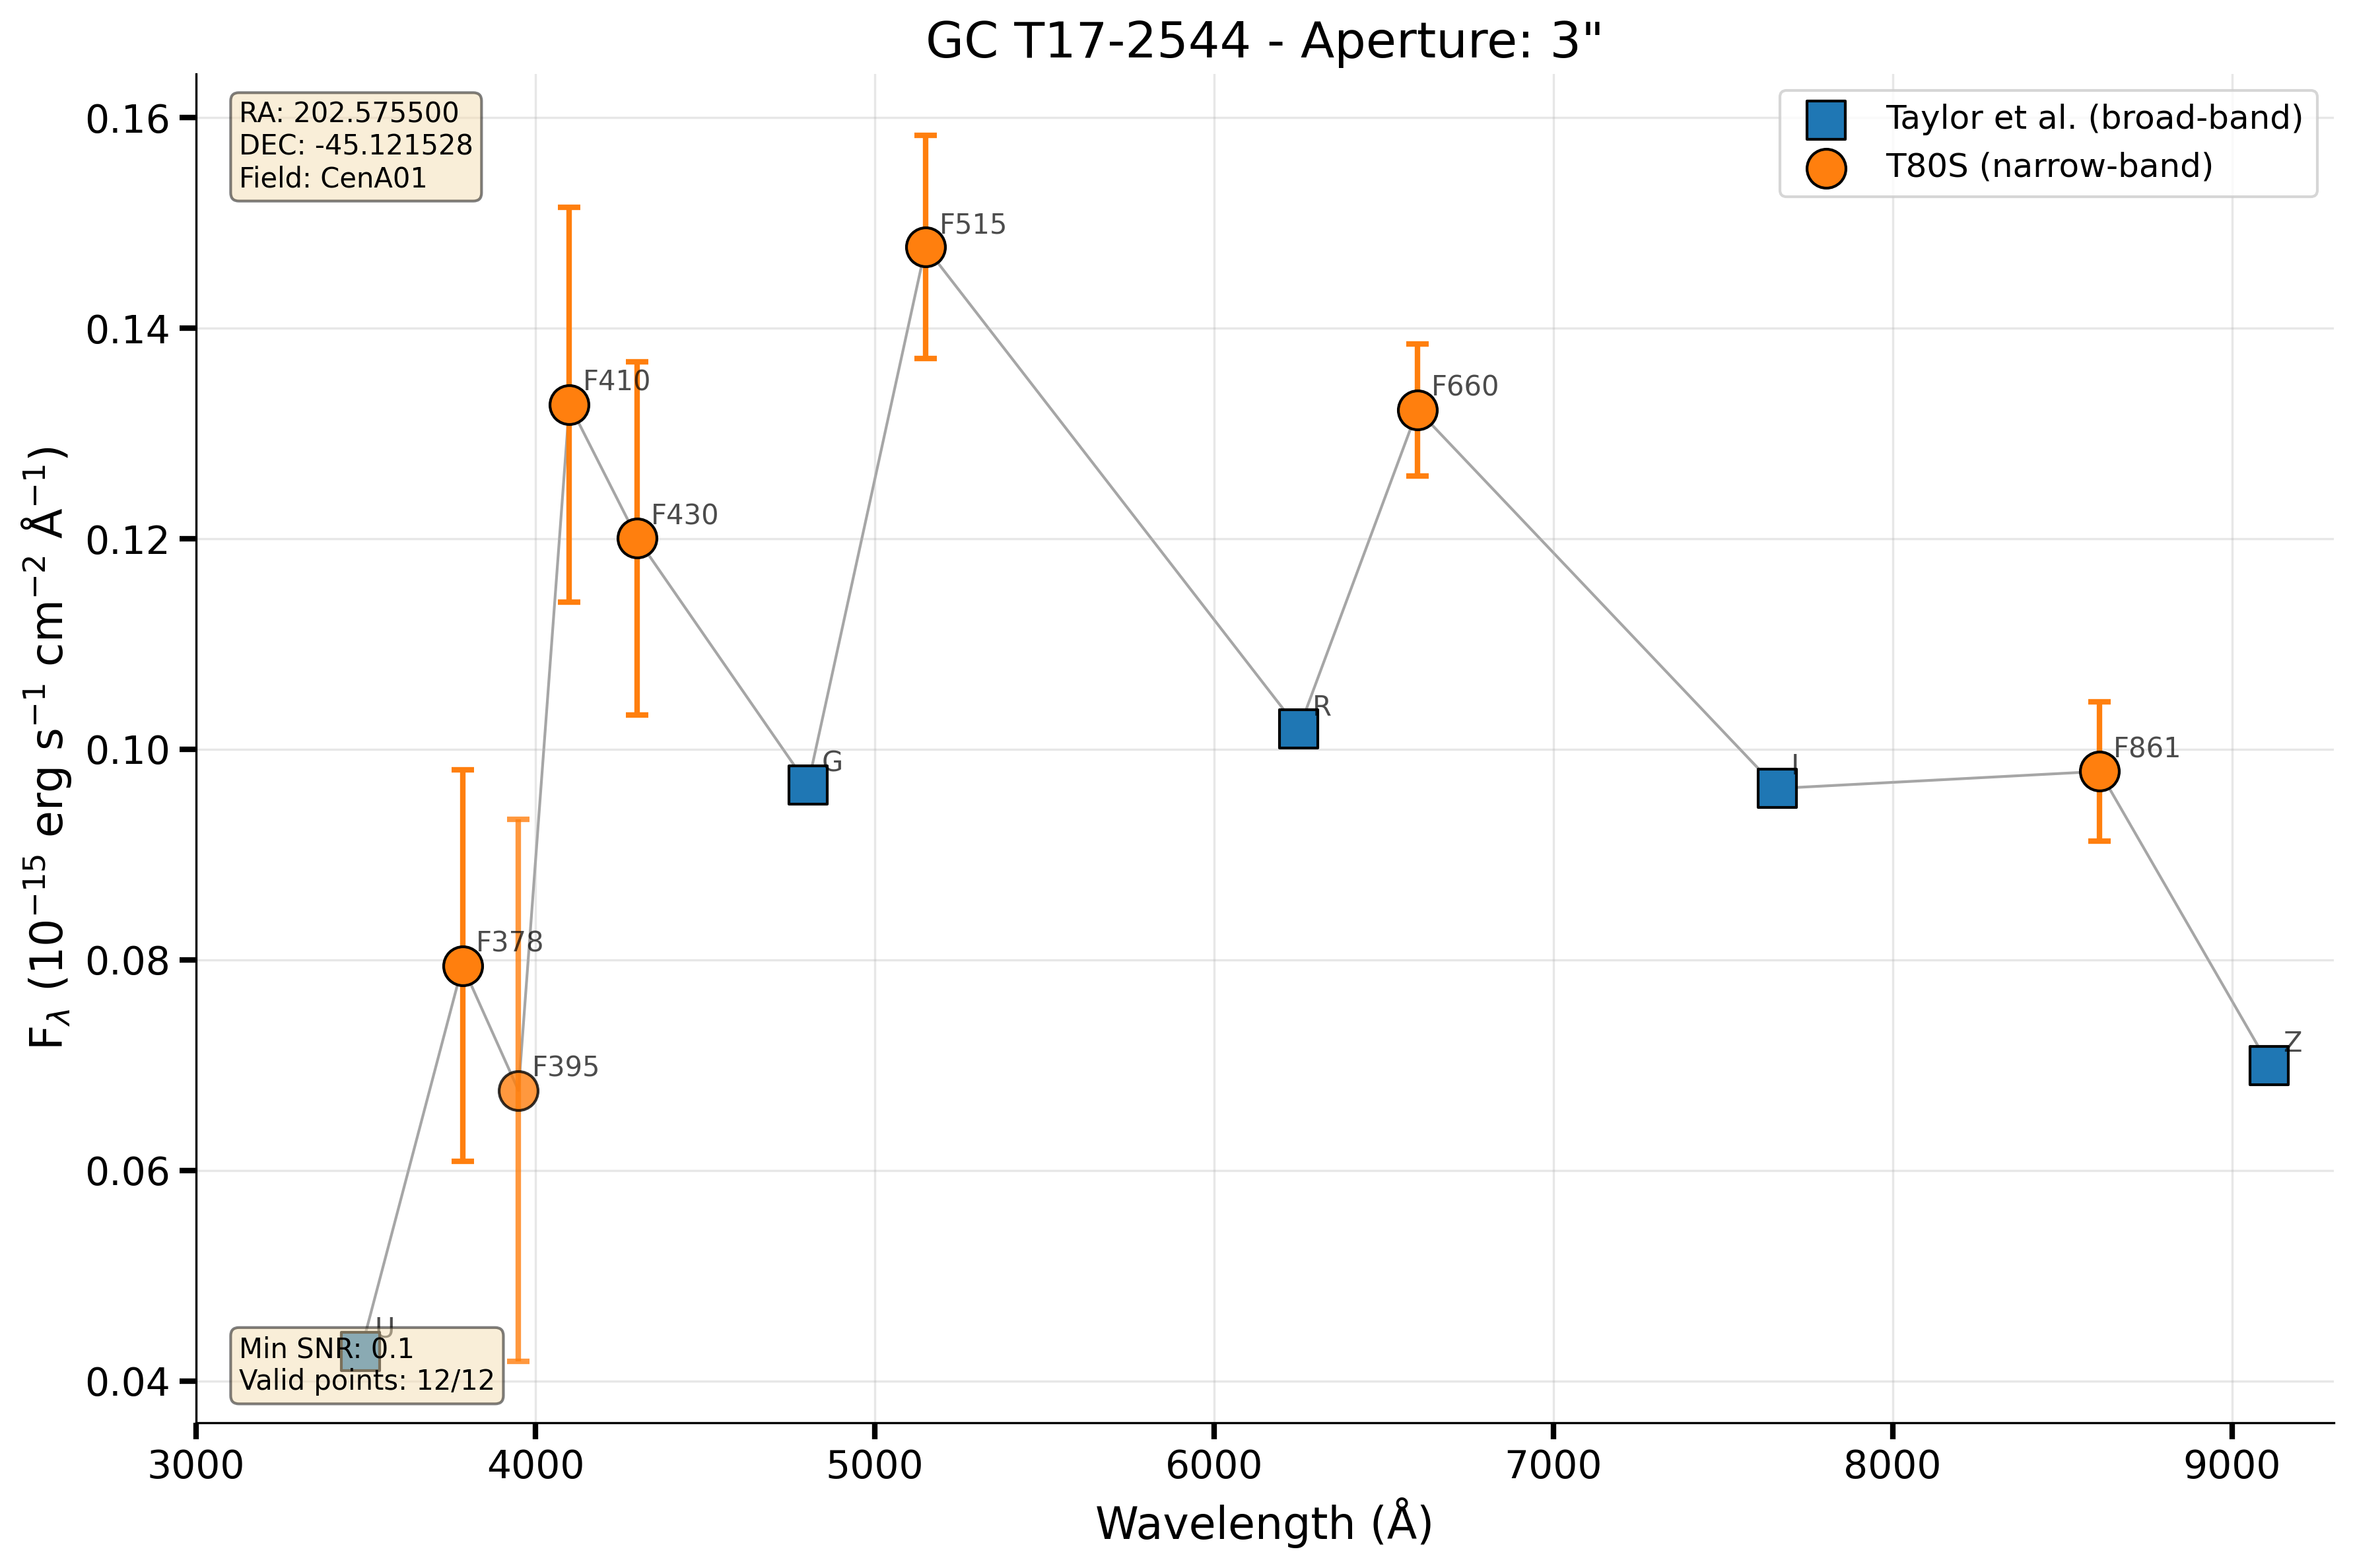 GC T17-2544 - Aperture: 3"
RA: 202.575500
DEC: -45.121528
Field: CenA01
Taylor et al. (broad-band)
T80S (narrow-band)
0.16
0.14
0.12
0.10
0.08
0.06
0.04
F$_λ$ (10⁻¹⁵ erg s⁻¹ cm⁻² Å⁻¹)
F515
F410
F660
F430
R
G
I
F861
F378
F395
Z
U
Min SNR: 0.1
Valid points: 12/12
3000 4000 5000 6000 7000 8000 9000
Wavelength (Å)